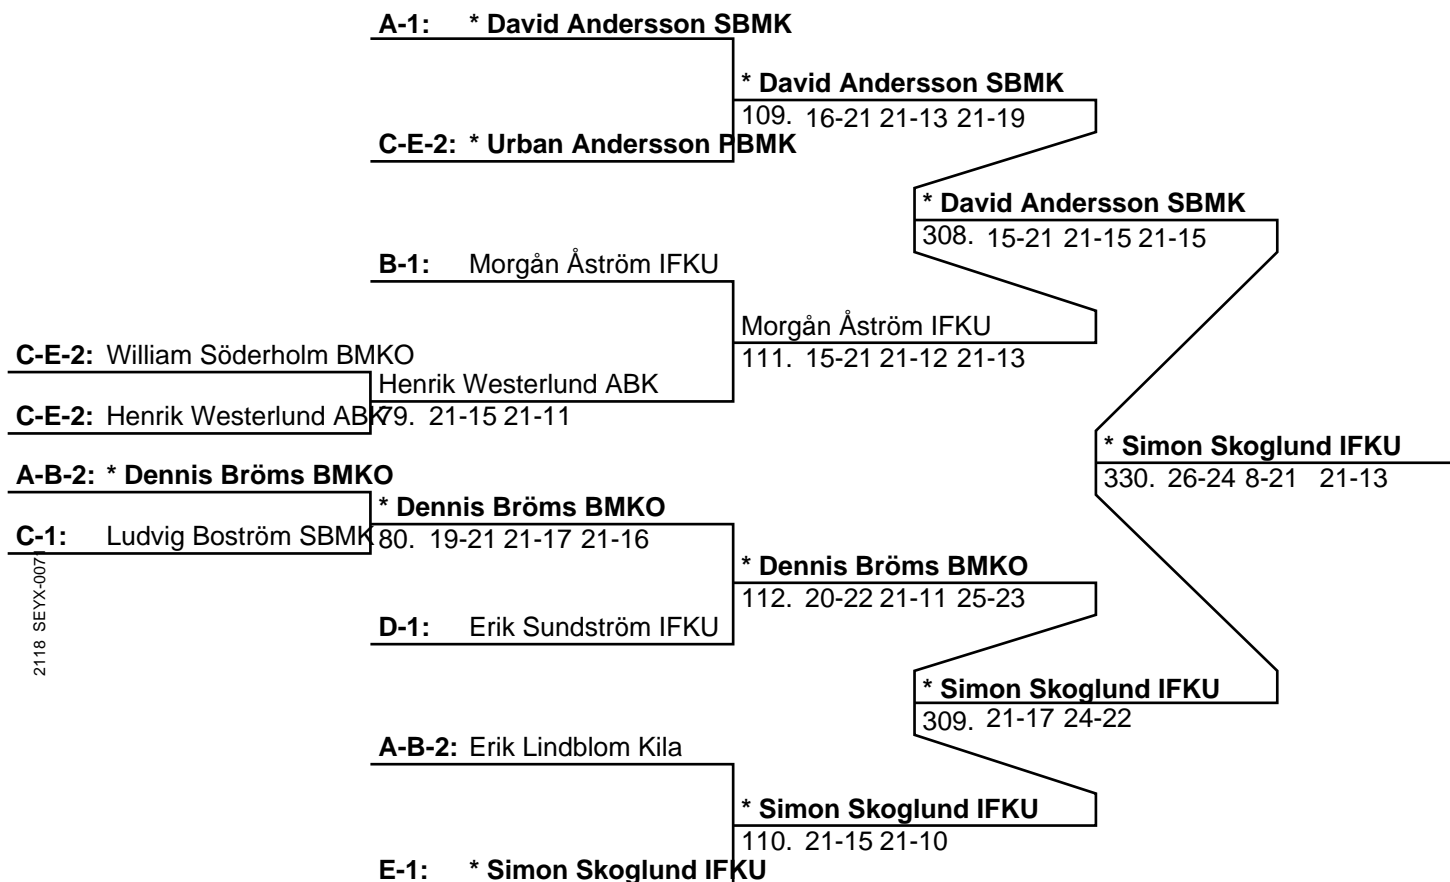 A-1: * David Andersson SBMK
* David Andersson SBMK
109. 16-21 21-13 21-19
C-E-2: * Urban Andersson PBMK
* David Andersson SBMK
308. 15-21 21-15 21-15
B-1: Morgån Åström IFKU
Morgån Åström IFKU
111. 15-21 21-12 21-13
C-E-2: William Söderholm BMKO
Henrik Westerlund ABK
79. 21-15 21-11
C-E-2: Henrik Westerlund ABK
* Simon Skoglund IFKU
330. 26-24 8-21 21-13
A-B-2: * Dennis Bröms BMKO
* Dennis Bröms BMKO
80. 19-21 21-17 21-16
C-1: Ludvig Boström SBMK
* Dennis Bröms BMKO
112. 20-22 21-11 25-23
D-1: Erik Sundström IFKU
2118 SEYX-0071
* Simon Skoglund IFKU
309. 21-17 24-22
A-B-2: Erik Lindblom Kila
* Simon Skoglund IFKU
110. 21-15 21-10
E-1: * Simon Skoglund IFKU